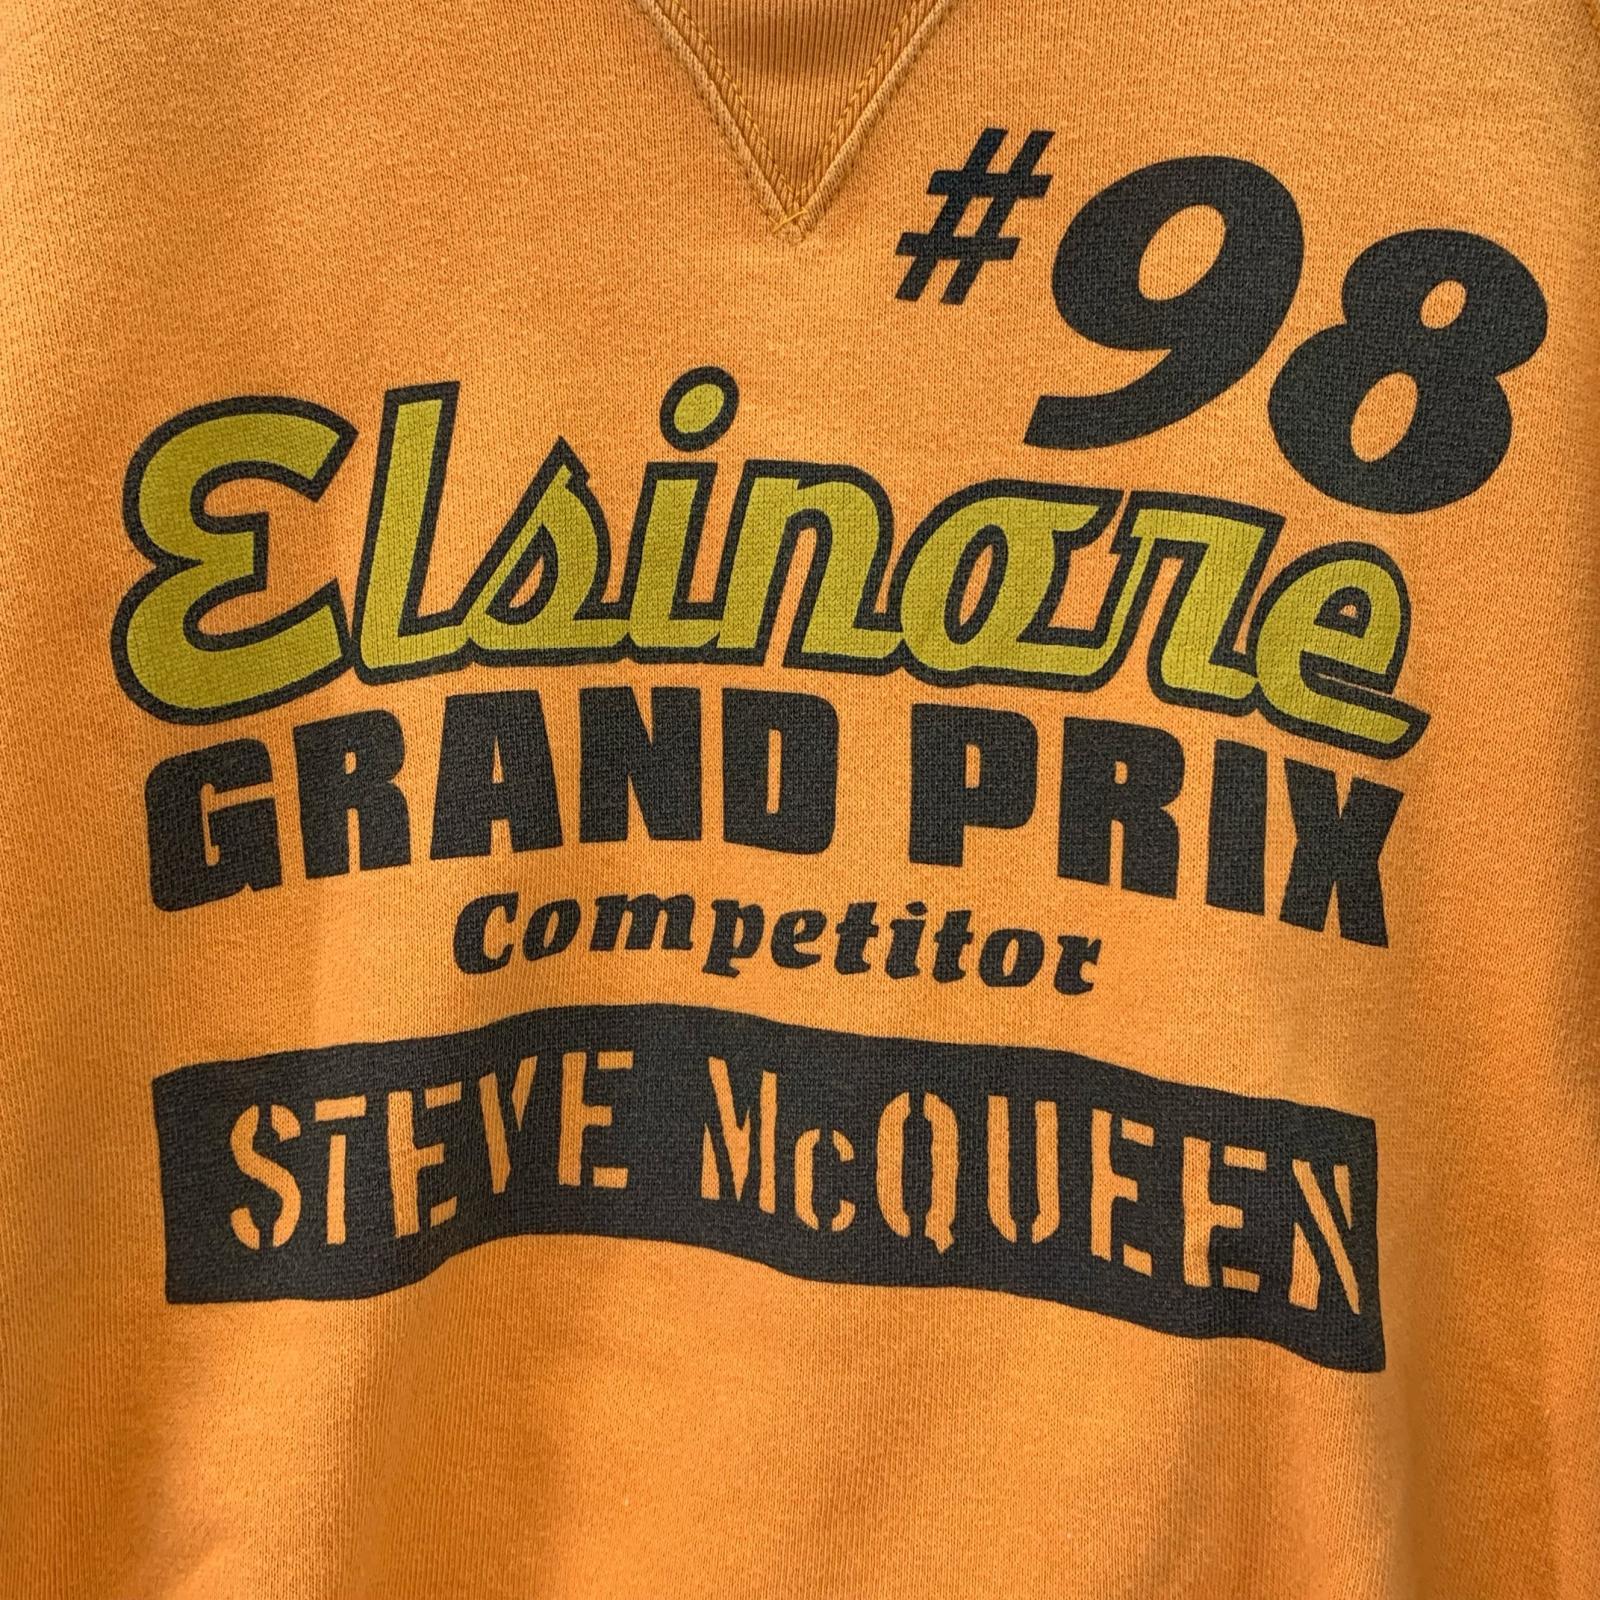 #98
Elsinore
GRAND PRIX
Competitor
STEVE McQUEEN